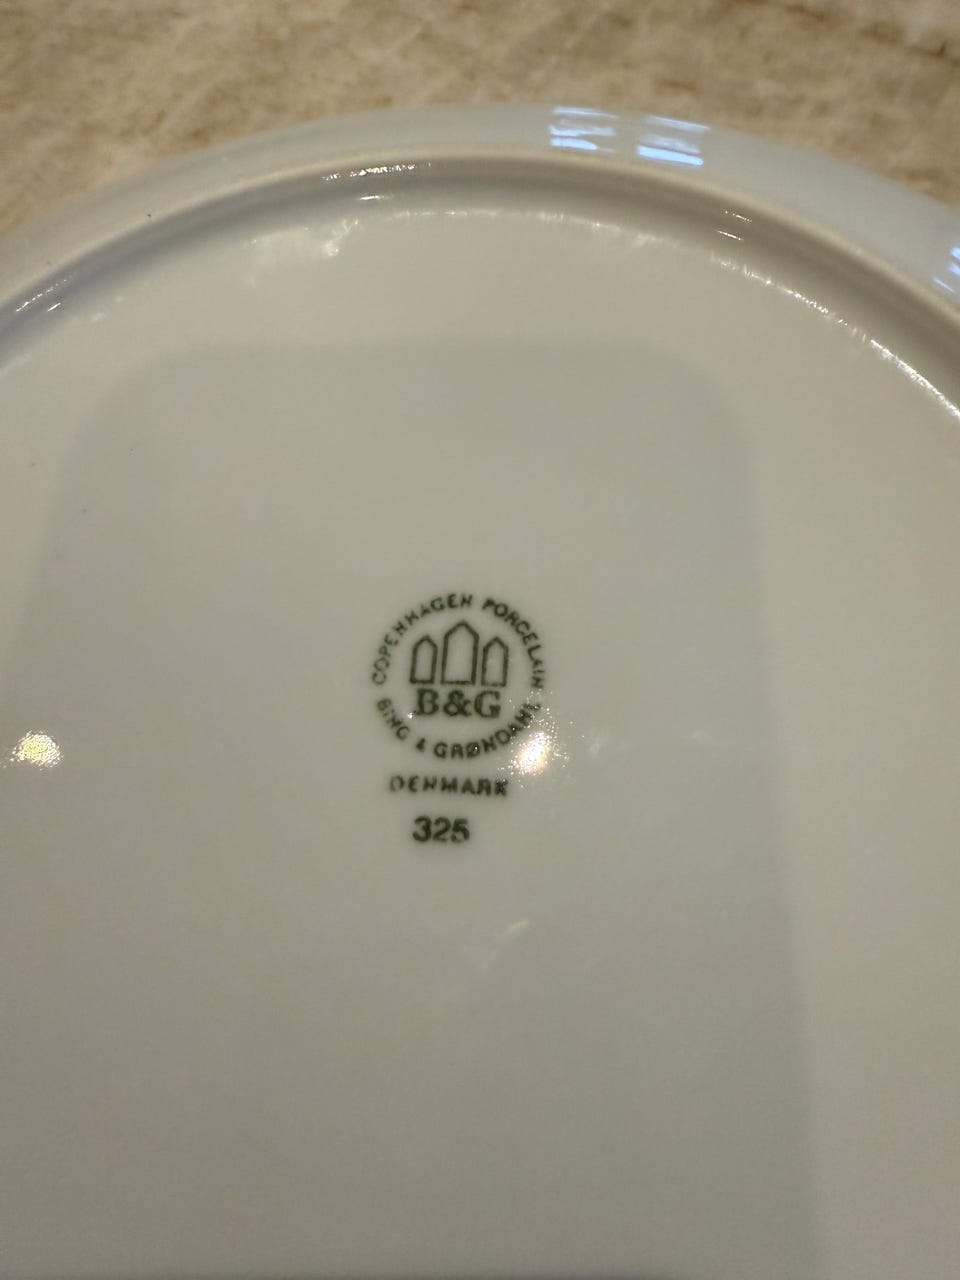 COPENHAGEN PORCELAIN
B&G
BING & GRØNDAHL
DENMARK
325